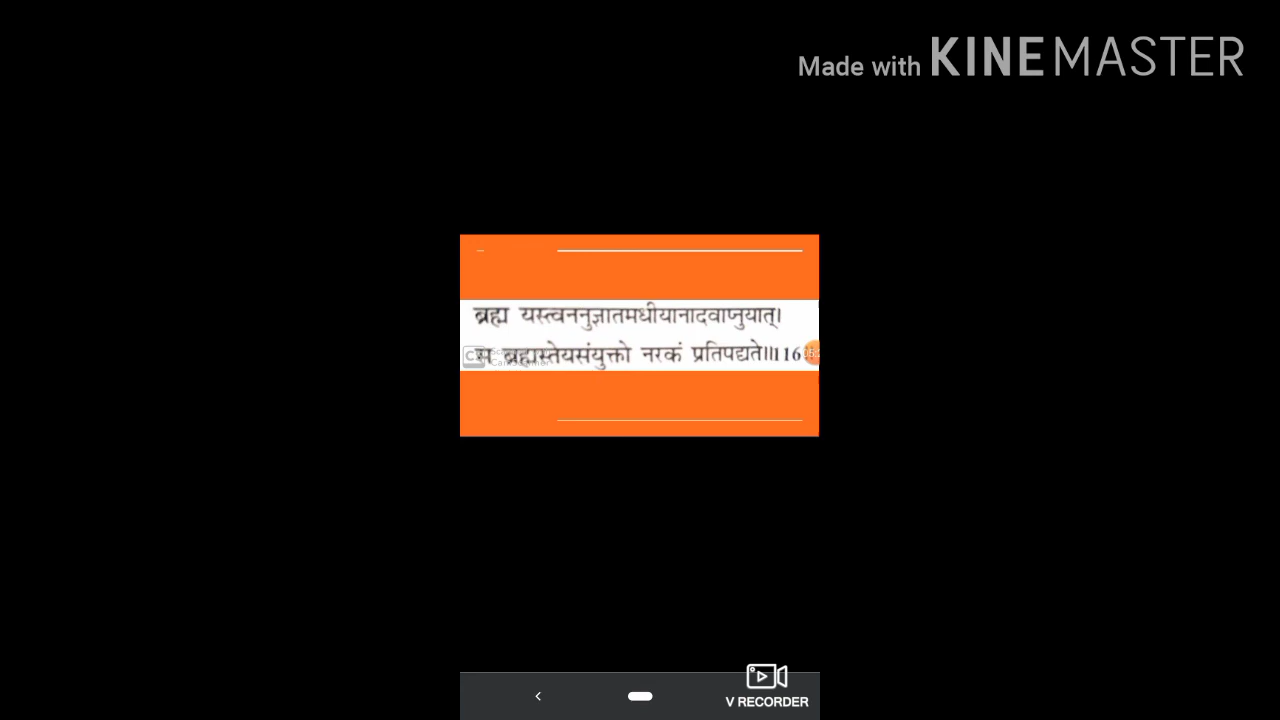 Made with KINEMASTER
ब्रह्म यस्त्वननुज्ञातमधीयानादवाप्नुयात्।
स ब्रह्मस्तेयसंयुक्तो नरकं प्रतिपद्यते॥116
V RECORDER